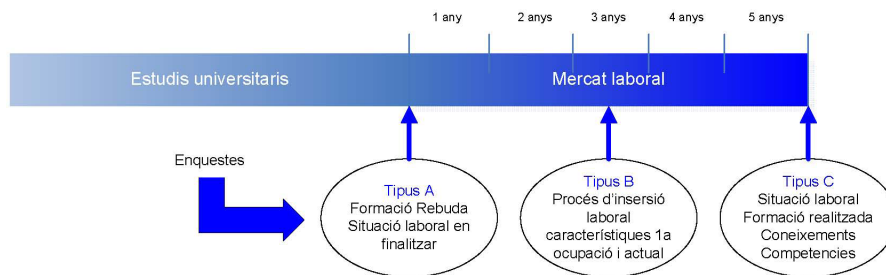 1 any
2 anys
3 anys
4 anys
5 anys
Estudis universitaris
Mercat laboral
Enquestes
Tipus A
Formació Rebuda
Situació laboral en
finalitzar
Tipus B
Procés d'insersió
laboral
característiques 1a
ocupació i actual
Tipus C
Situació laboral
Formació realitzada
Coneixements
Competencies